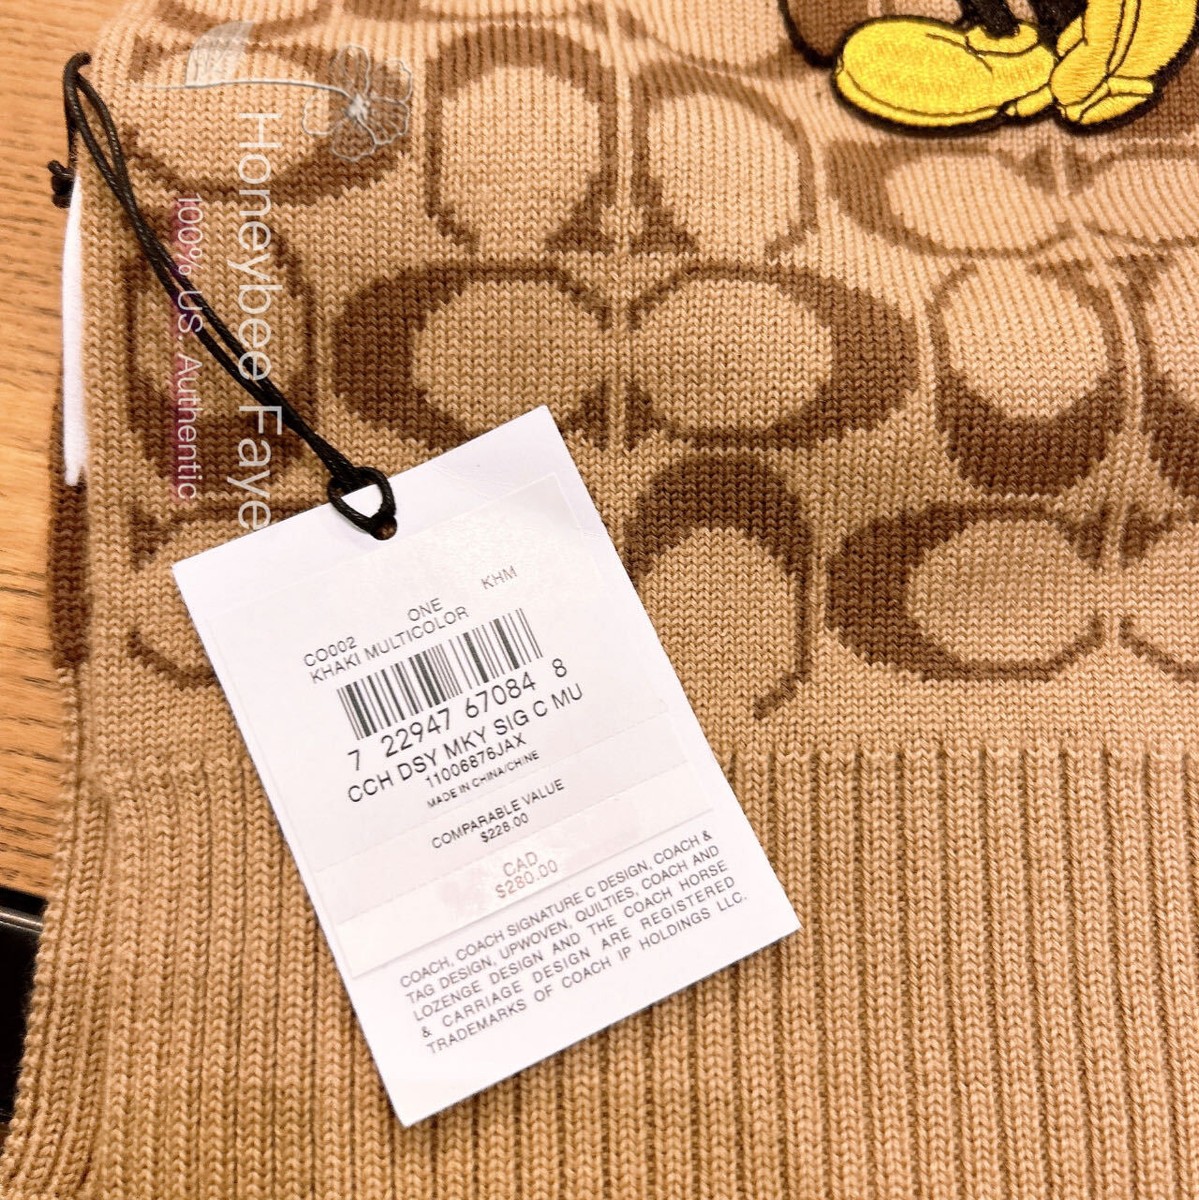 Honeybee Faye
100% US. Authentic
ONE KHM
CO002
KHAKI MULTICOLOR
7 22947 67084 8
CCH DSY MKY SIG C MU
11006876JAX
MADE IN CHINA/CHINE
COMPARABLE VALUE
$228.00
CAD
$280.00
COACH, COACH SIGNATURE C DESIGN, COACH &
TAG DESIGN, UPWOVEN, QUILTIES, COACH AND
LOZENGE DESIGN AND THE COACH HORSE
& CARRIAGE DESIGN ARE REGISTERED
TRADEMARKS OF COACH IP HOLDINGS LLC.